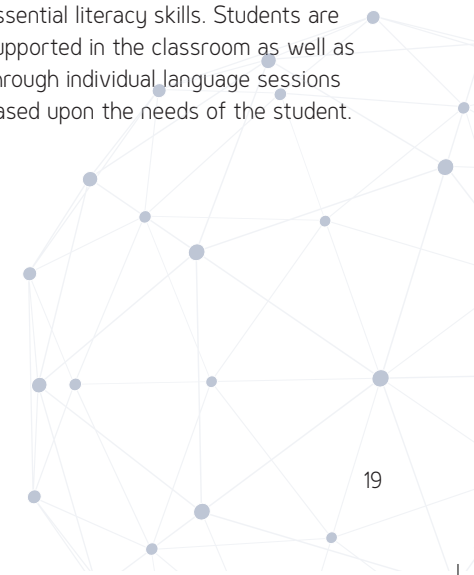 ssential literacy skills. Students are
upported in the classroom as well as
hrough individual language sessions
ased upon the needs of the student.
19